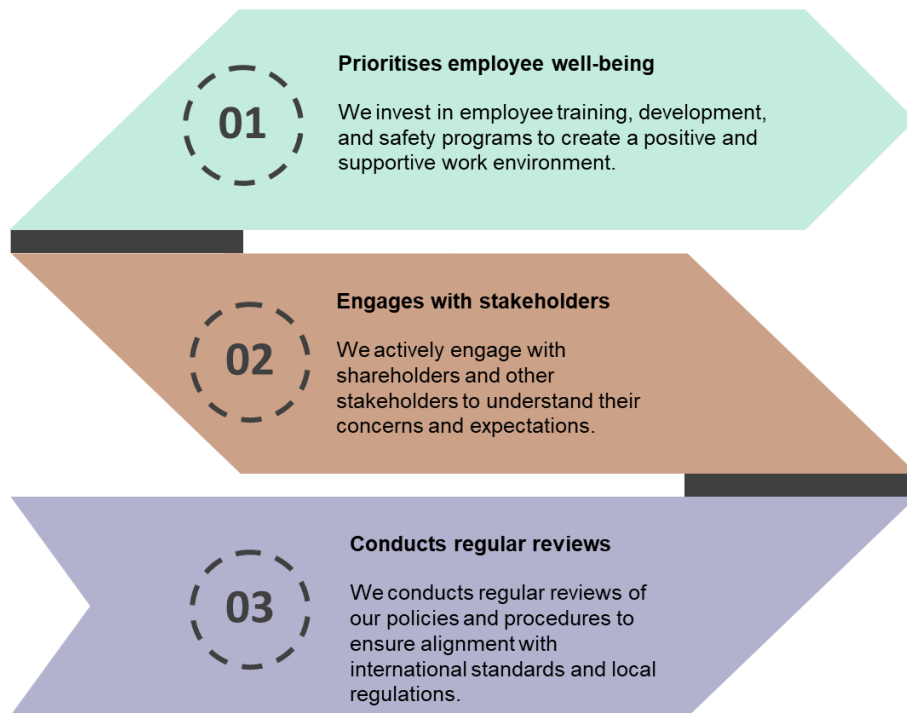 Prioritises employee well-being
01
We invest in employee training, development,
and safety programs to create a positive and
supportive work environment.
Engages with stakeholders
02
We actively engage with
shareholders and other
stakeholders to understand their
concerns and expectations.
Conducts regular reviews
03
We conducts regular reviews of
our policies and procedures to
ensure alignment with
international standards and local
regulations.